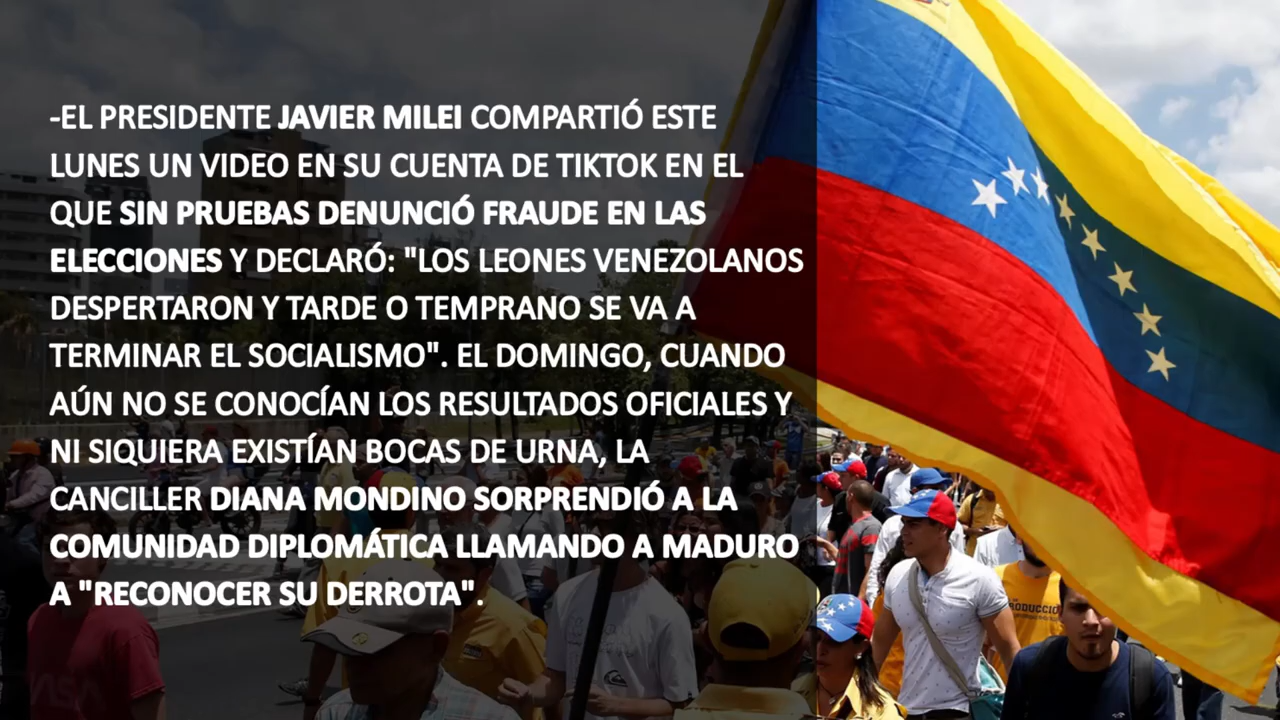 -EL PRESIDENTE JAVIER MILEI COMPARTIÓ ESTE
LUNES UN VIDEO EN SU CUENTA DE TIKTOK EN EL
QUE SIN PRUEBAS DENUNCIÓ FRAUDE EN LAS
ELECCIONES Y DECLARÓ: "LOS LEONES VENEZOLANOS
DESPERTARON Y TARDE O TEMPRANO SE VA A
TERMINAR EL SOCIALISMO". EL DOMINGO, CUANDO
AÚN NO SE CONOCÍAN LOS RESULTADOS OFICIALES Y
NI SIQUIERA EXISTÍAN BOCAS DE URNA, LA
CANCILLER DIANA MONDINO SORPRENDIÓ A LA
COMUNIDAD DIPLOMÁTICA LLAMANDO A MADURO
A "RECONOCER SU DERROTA".